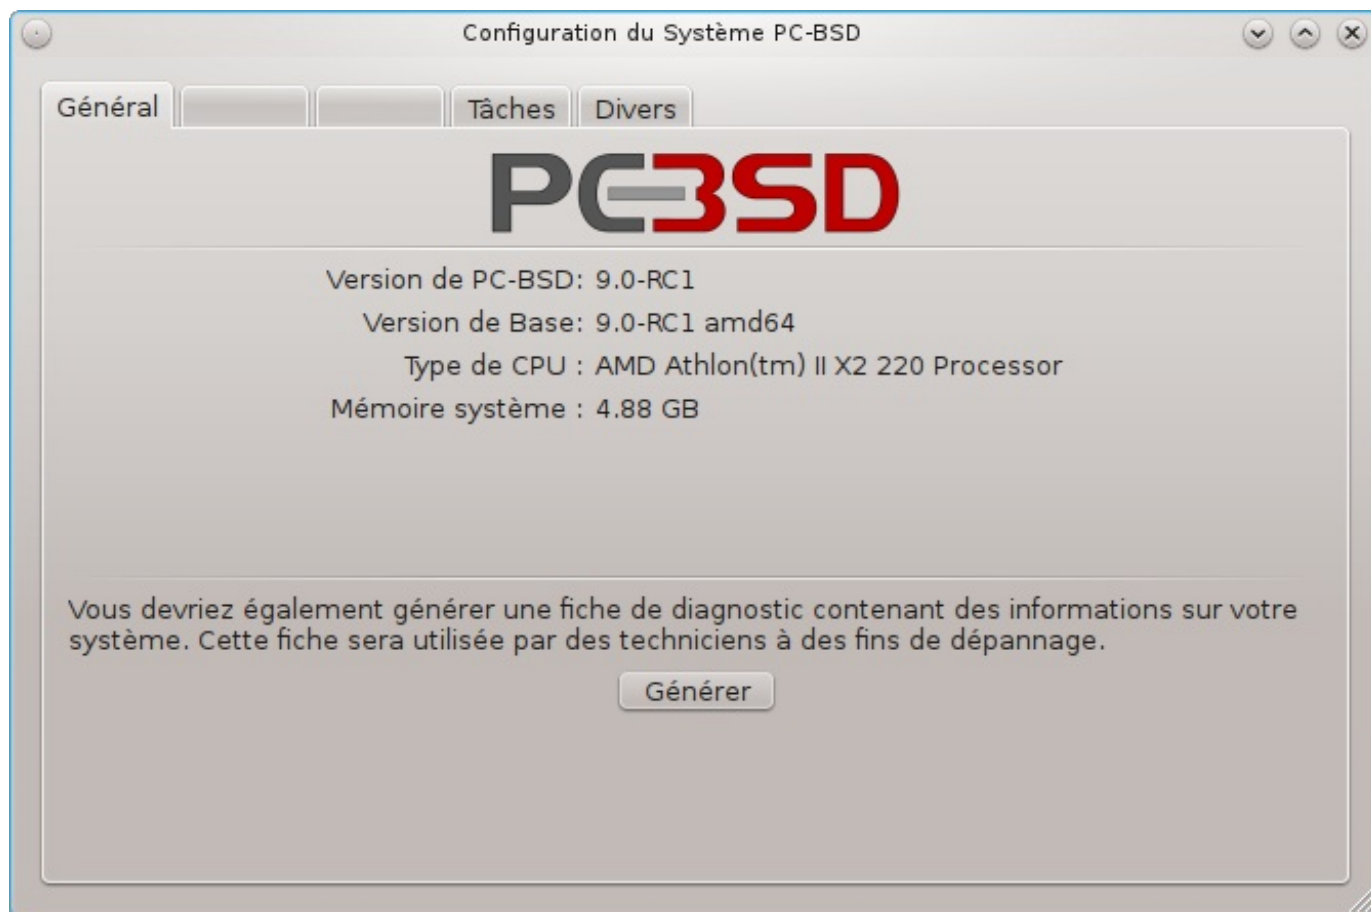 Configuration du Système PC-BSD
Général Tâches Divers
PCBSD
Version de PC-BSD: 9.0-RC1
Version de Base: 9.0-RC1 amd64
Type de CPU : AMD Athlon(tm) II X2 220 Processor
Mémoire système : 4.88 GB
Vous devriez également générer une fiche de diagnostic contenant des informations sur votre
système. Cette fiche sera utilisée par des techniciens à des fins de dépannage.
Générer